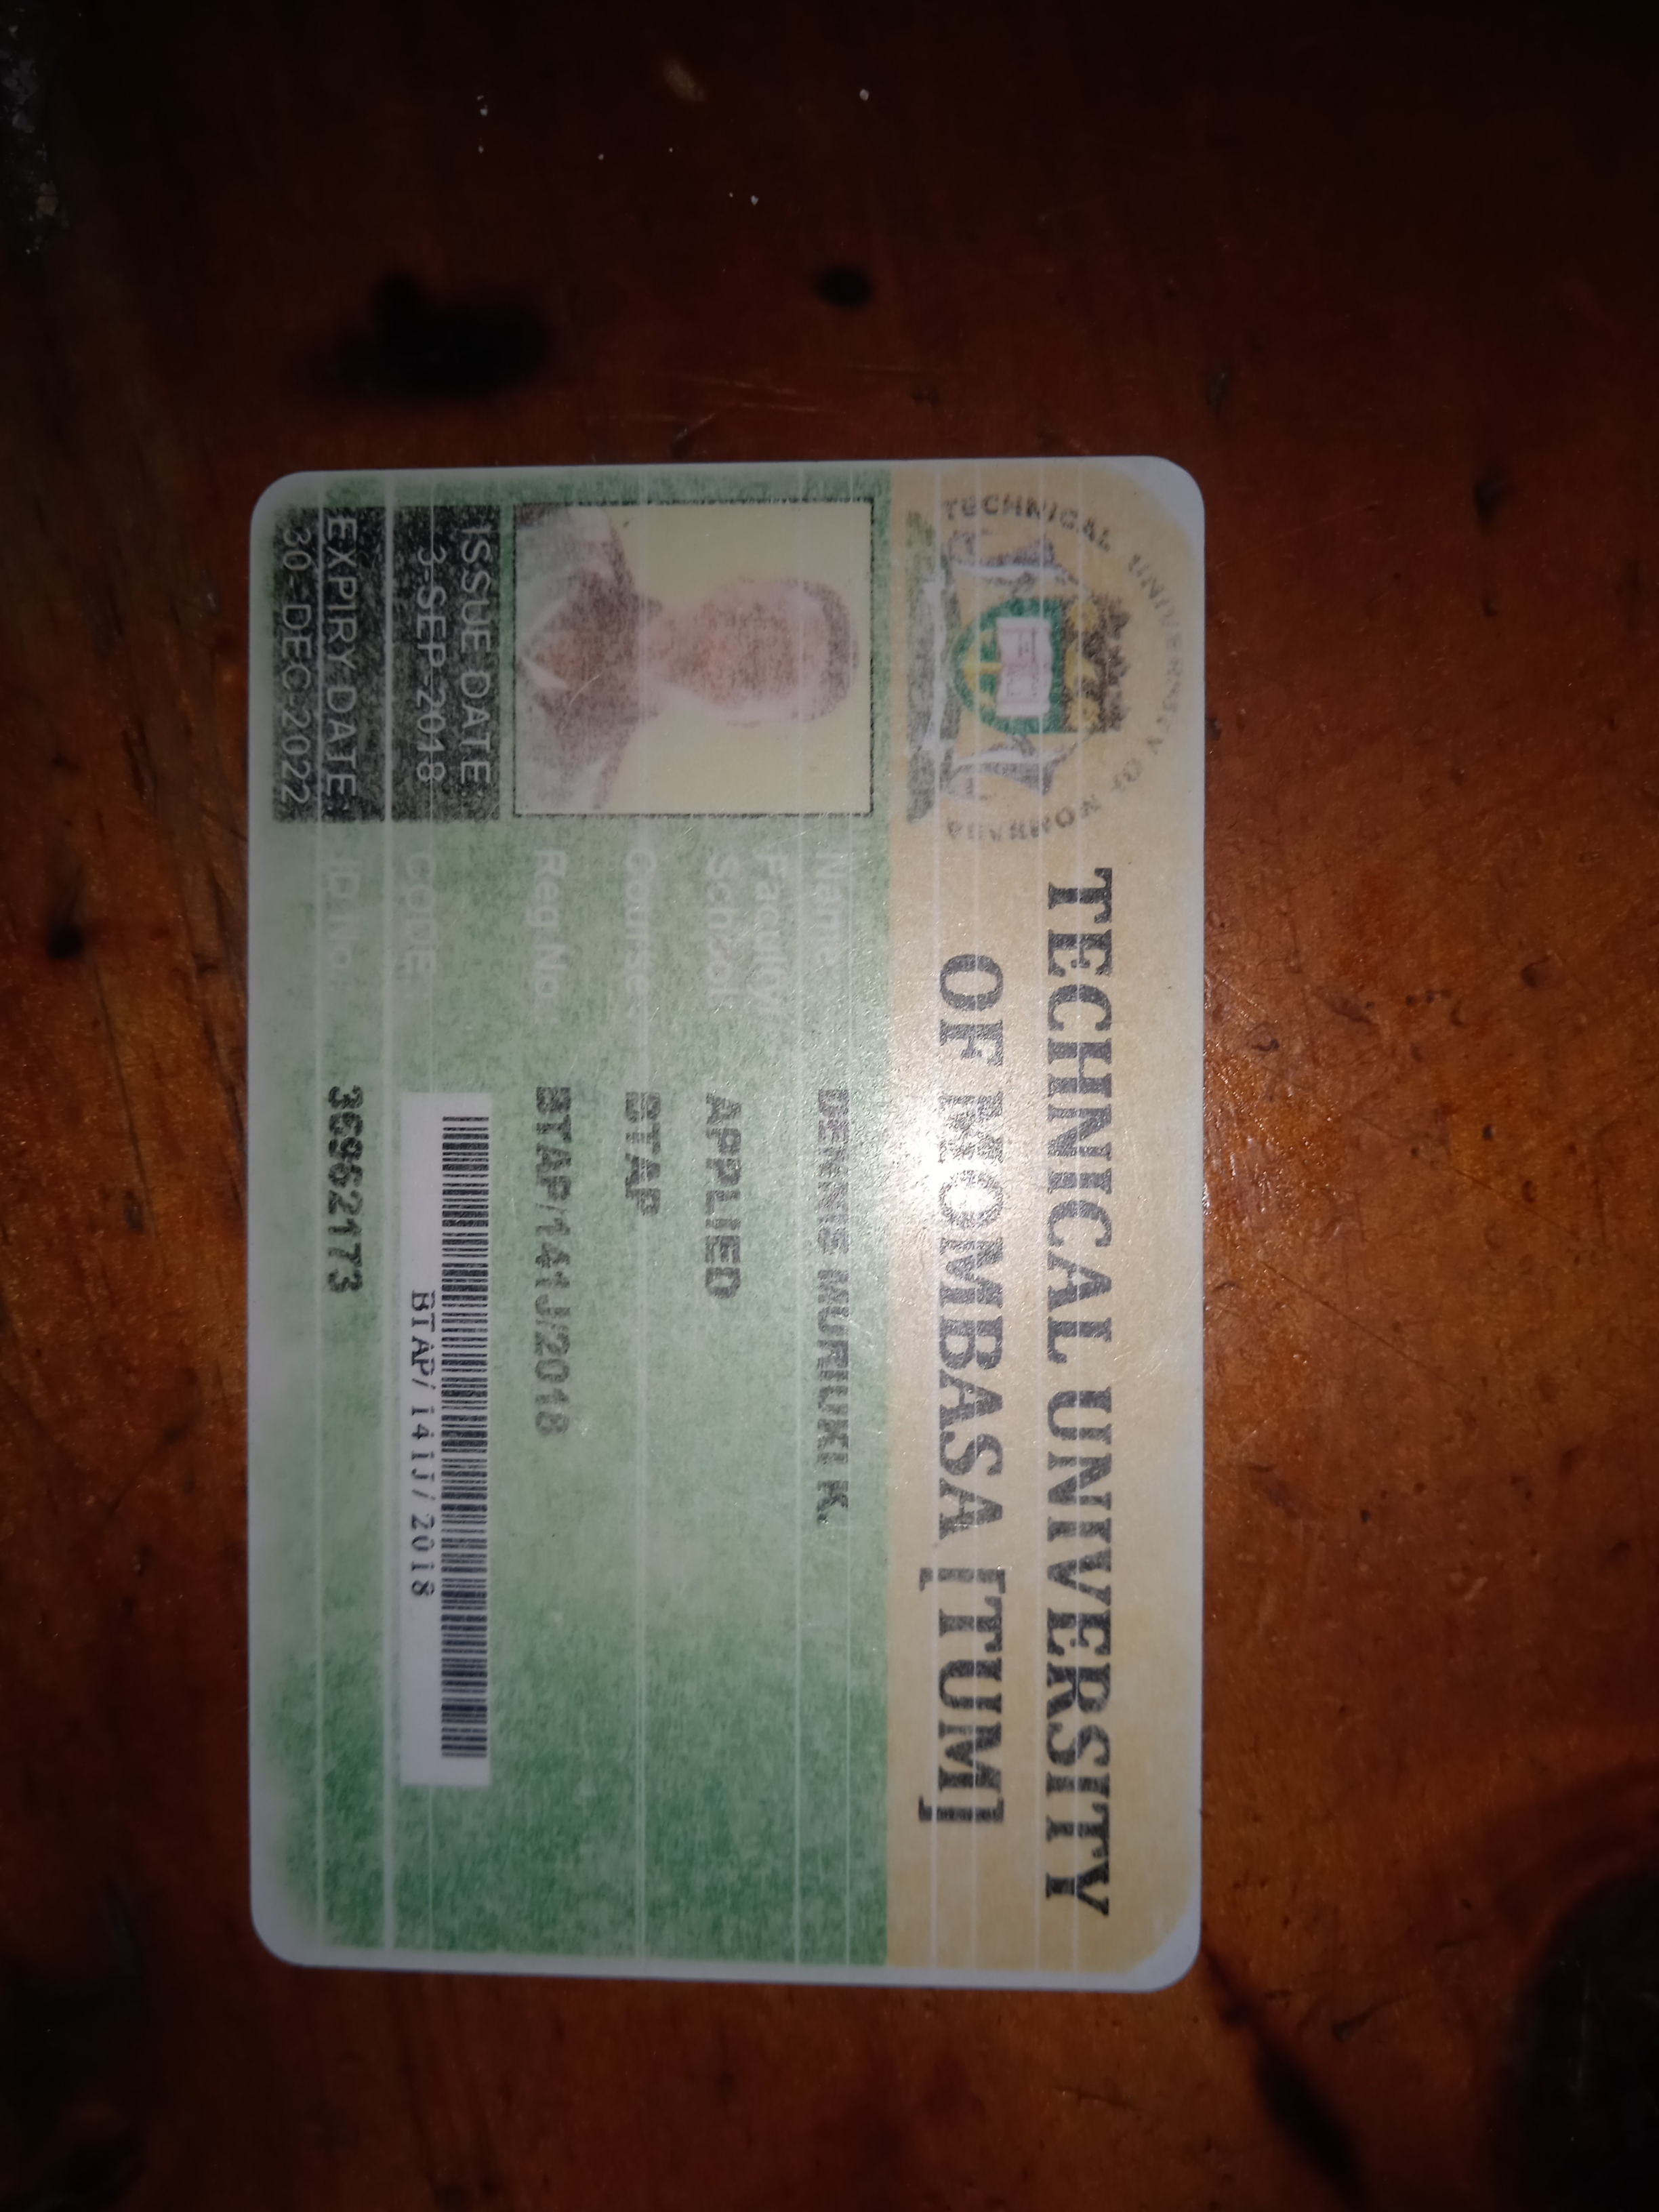 TECHNICAL UNIVERSITY OF MOMBASA
TECHNICAL UNIVERSITY
OF MOMBASA [TUM]
Name: DENNIS MURIUKI K.
Faculty
School: APPLIED
Course: BTAP
Reg No. BTAP/141J/2018
ISSUE DATE
3-SEP-2018
CODE:
BTAP/141J/2018
EXPIRY DATE
30-DEC-2022
ID No. 36962173